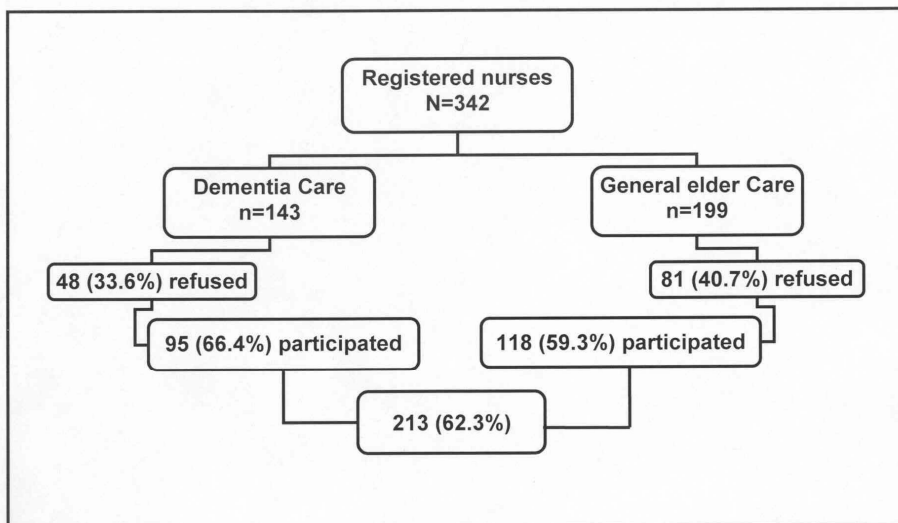 Registered nurses
N=342
Dementia Care
n=143
General elder Care
n=199
48 (33.6%) refused
81 (40.7%) refused
95 (66.4%) participated
118 (59.3%) participated
213 (62.3%)